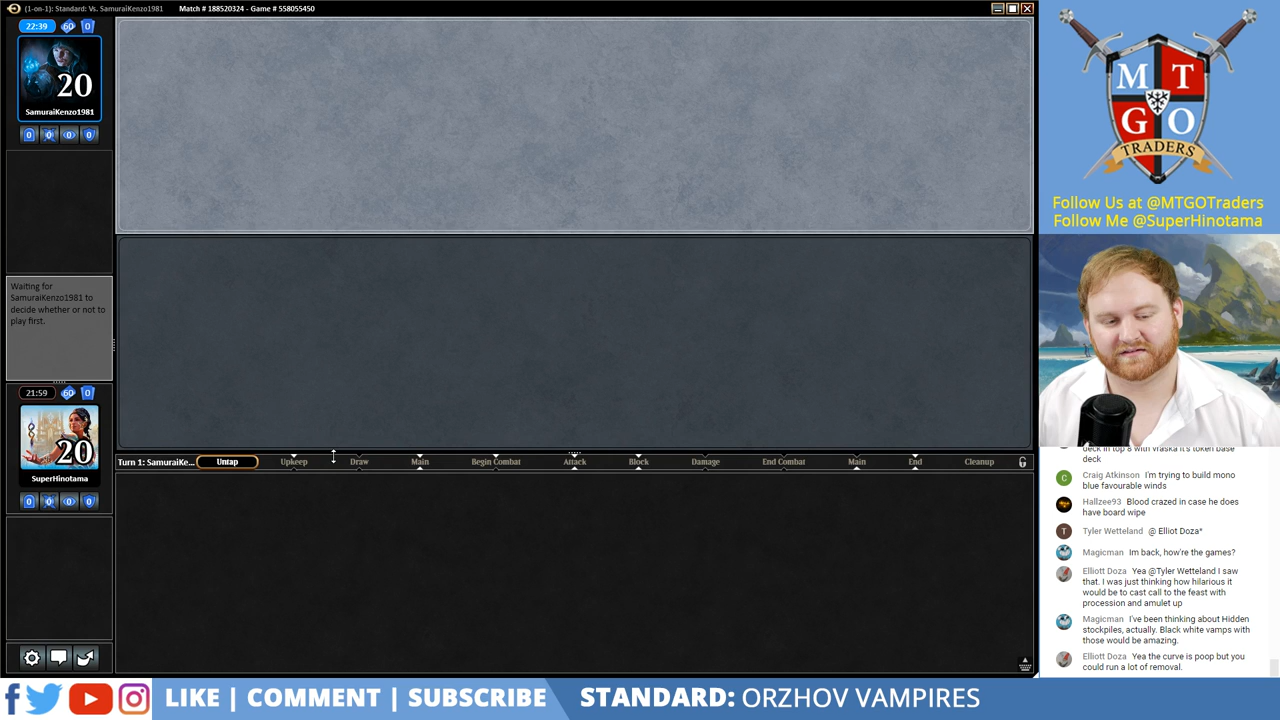 (1-on-1): Standard: Vs. SamuraiKenzo1981
Match # 188520324 - Game # 558055450
22:39
60
0
20
SamuraiKenzo1981
0
0
0
0
Waiting for
SamuraiKenzo1981 to
decide whether or not to
play first.
21:59
60
0
20
SuperHinotama
0
0
0
0
Turn 1: SamuraiKe...
Untap
Upkeep
Draw
Main
Begin Combat
Attack
Block
Damage
End Combat
Main
End
Cleanup
M T
G O
TRADERS
Follow Us at @MTGOTraders
Follow Me @SuperHinotama
deck in top 8 with vraska it's token base
deck
C
Craig Atkinson I'm trying to build mono
blue favourable winds
Hallzee93 Blood crazed in case he does
have board wipe
T
Tyler Wetteland @ Elliot Doza*
Magicman Im back, how're the games?
Elliott Doza Yea @Tyler Wetteland I saw
that. I was just thinking how hilarious it
would be to cast call to the feast with
procession and amulet up
Magicman I've been thinking about Hidden
stockpiles, actually. Black white vamps with
those would be amazing.
Elliott Doza Yea the curve is poop but you
could run a lot of removal.
LIKE | COMMENT | SUBSCRIBE
STANDARD: ORZHOV VAMPIRES